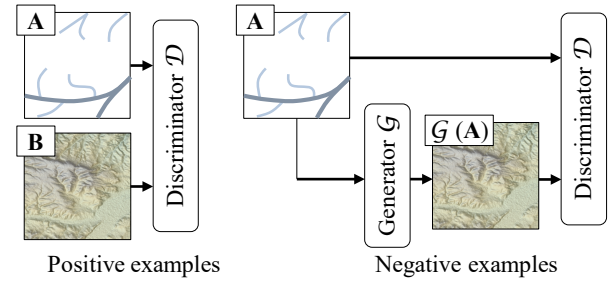 A
B
Discriminator 𝒟
Positive examples
A
Generator 𝒢
𝒢 (A)
Discriminator 𝒟
Negative examples